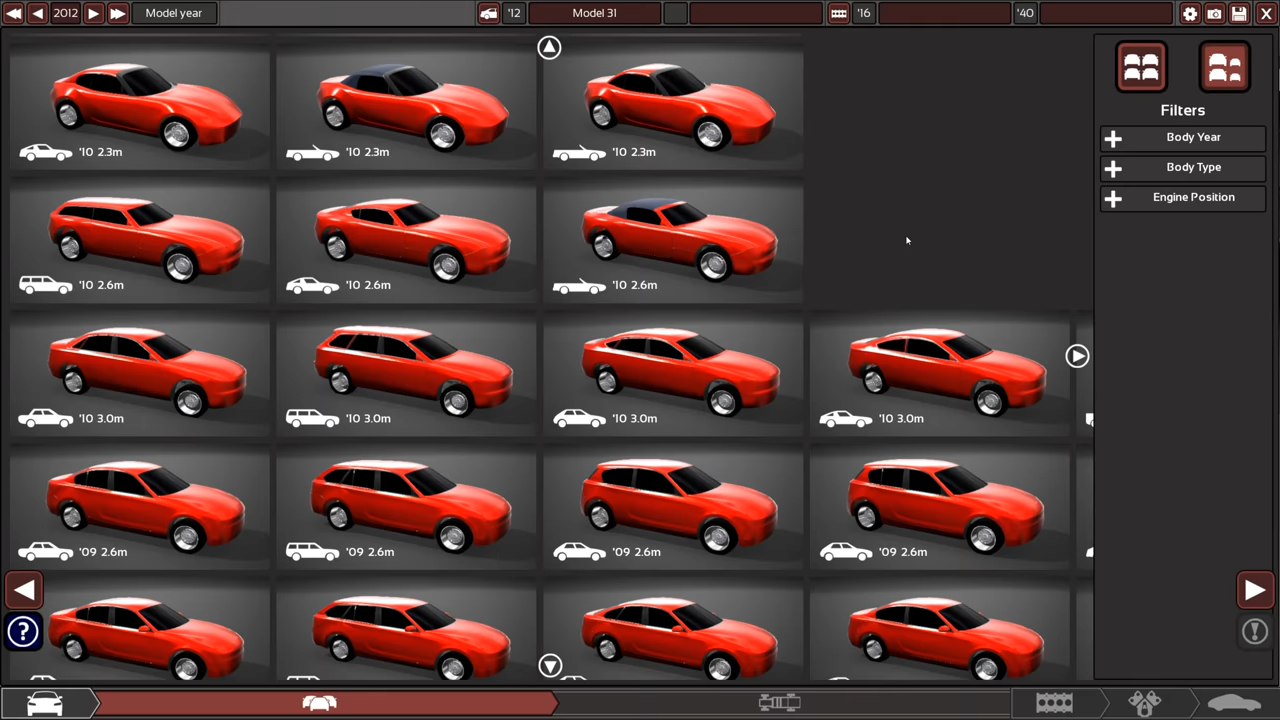 2012 Model year '12 Model 31 '16 '40
Filters
Body Year
Body Type
Engine Position
'10 2.3m '10 2.3m '10 2.3m
'10 2.6m '10 2.6m '10 2.6m
'10 3.0m '10 3.0m '10 3.0m '10 3.0m
'09 2.6m '09 2.6m '09 2.6m '09 2.6m
?